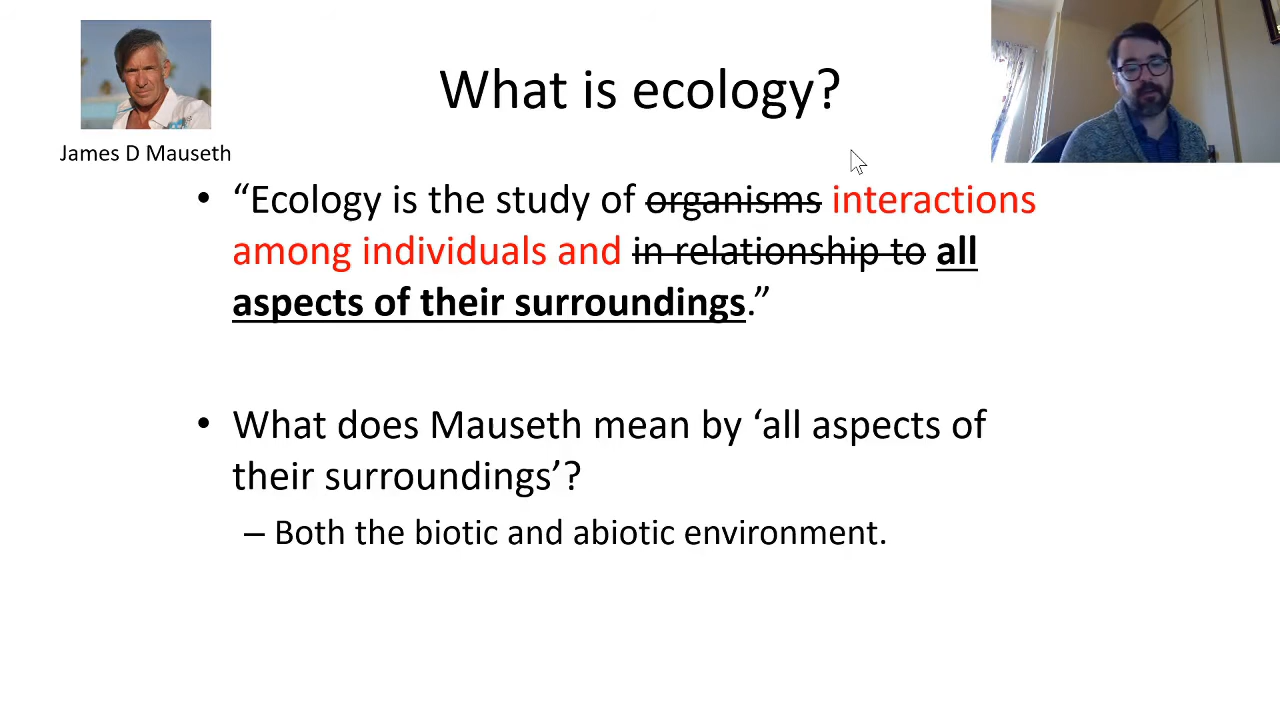 What is ecology?
James D Mauseth
• “Ecology is the study of organisms interactions
among individuals and in relationship to all
aspects of their surroundings.”
• What does Mauseth mean by ‘all aspects of
their surroundings’?
– Both the biotic and abiotic environment.